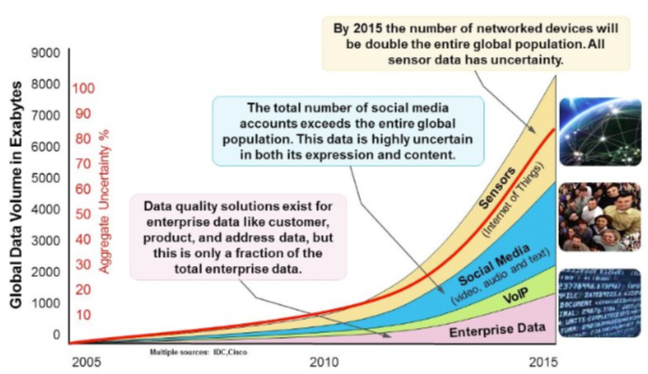 By 2015 the number of networked devices will
be double the entire global population. All
sensor data has uncertainty.
The total number of social media
accounts exceeds the entire global
population. This data is highly uncertain
in both its expression and content.
Data quality solutions exist for
enterprise data like customer,
product, and address data, but
this is only a fraction of the
total enterprise data.
Global Data Volume in Exabytes
9000
8000
7000
6000
5000
4000
3000
2000
1000
0
Aggregate Uncertainty %
100
90
80
70
60
50
40
30
20
10
Sensors
(Internet of Things)
Social Media
(video, audio and text)
VoIP
Enterprise Data
Multiple sources: IDC,Cisco
2005
2010
2015